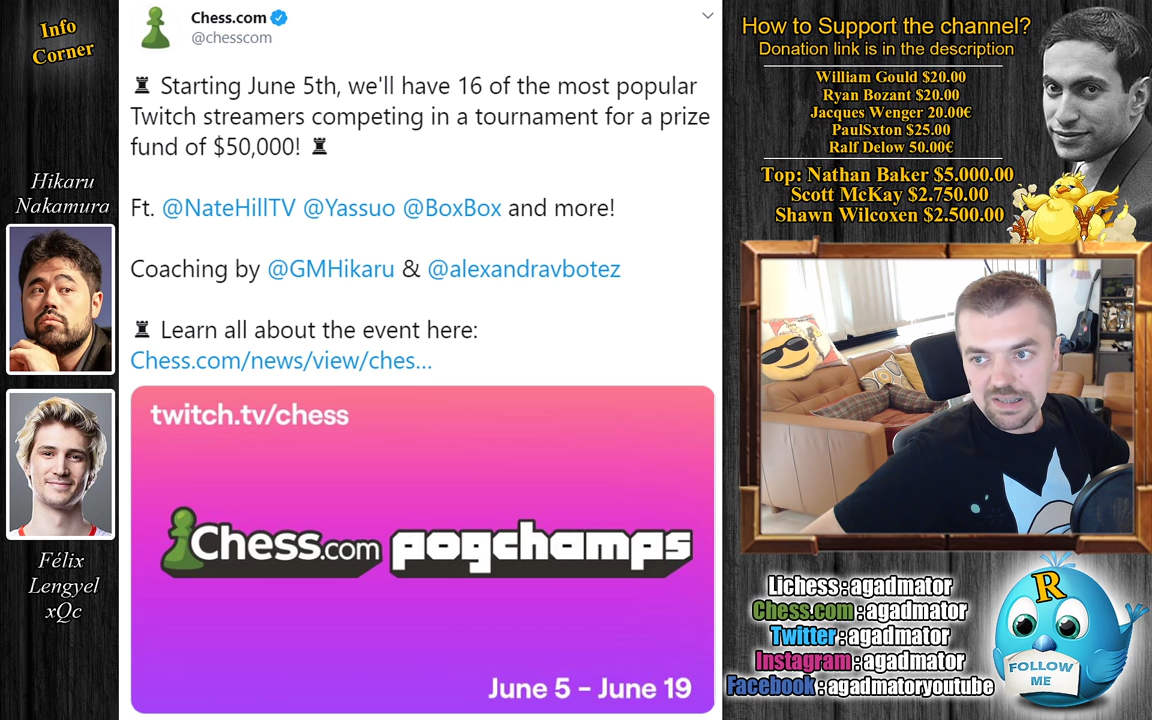 Info
Corner
Hikaru
Nakamura
Félix
Lengyel
xQc
Chess.com
@chesscom
Starting June 5th, we'll have 16 of the most popular
Twitch streamers competing in a tournament for a prize
fund of $50,000!
Ft. @NateHillTV @Yassuo @BoxBox and more!
Coaching by @GMHikaru & @alexandravbotez
Learn all about the event here:
Chess.com/news/view/ches...
twitch.tv/chess
Chess.com pogchamps
June 5 - June 19
How to Support the channel?
Donation link is in the description
William Gould $20.00
Ryan Bozant $20.00
Jacques Wenger 20.00€
PaulSxton $25.00
Ralf Delow 50.00€
Top: Nathan Baker $5.000.00
Scott McKay $2.750.00
Shawn Wilcoxen $2.500.00
Lichess : agadmator
Chess.com : agadmator
Twitter : agadmator
Instagram : agadmator
Facebook : agadmatoryoutube
R
FOLLOW
ME